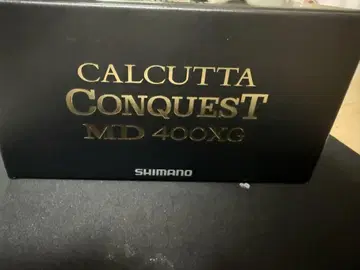 CALCUTTA
CONQUEST
MD 400XG
SHIMANO